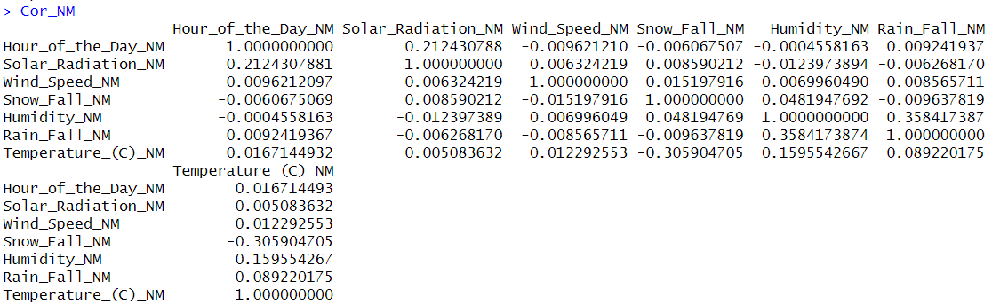 > Cor_NM
Hour_of_the_Day_NM Solar_Radiation_NM Wind_Speed_NM Snow_Fall_NM Humidity_NM Rain_Fall_NM
Hour_of_the_Day_NM 1.0000000000 0.212430788 -0.009621210 -0.006067507 -0.0004558163 0.009241937
Solar_Radiation_NM 0.2124307881 1.000000000 0.006324219 0.008590212 -0.0123973894 -0.006268170
Wind_Speed_NM -0.0096212097 0.006324219 1.000000000 -0.015197916 0.0069960490 -0.008565711
Snow_Fall_NM -0.0060675069 0.008590212 -0.015197916 1.000000000 0.0481947692 -0.009637819
Humidity_NM -0.0004558163 -0.012397389 0.006996049 0.048194769 1.0000000000 0.358417387
Rain_Fall_NM 0.0092419367 -0.006268170 -0.008565711 -0.009637819 0.3584173874 1.000000000
Temperature_(C)_NM 0.0167144932 0.005083632 0.012292553 -0.305904705 0.1595542667 0.089220175
Temperature_(C)_NM
Hour_of_the_Day_NM 0.016714493
Solar_Radiation_NM 0.005083632
Wind_Speed_NM 0.012292553
Snow_Fall_NM -0.305904705
Humidity_NM 0.159554267
Rain_Fall_NM 0.089220175
Temperature_(C)_NM 1.000000000